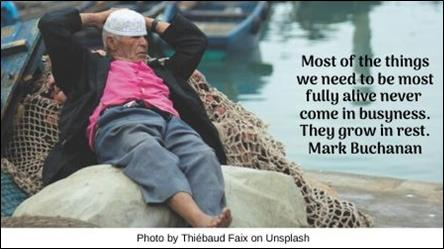 Most of the things
we need to be most
fully alive never
come in busyness.
They grow in rest.
Mark Buchanan
Photo by Thiébaud Faix on Unsplash